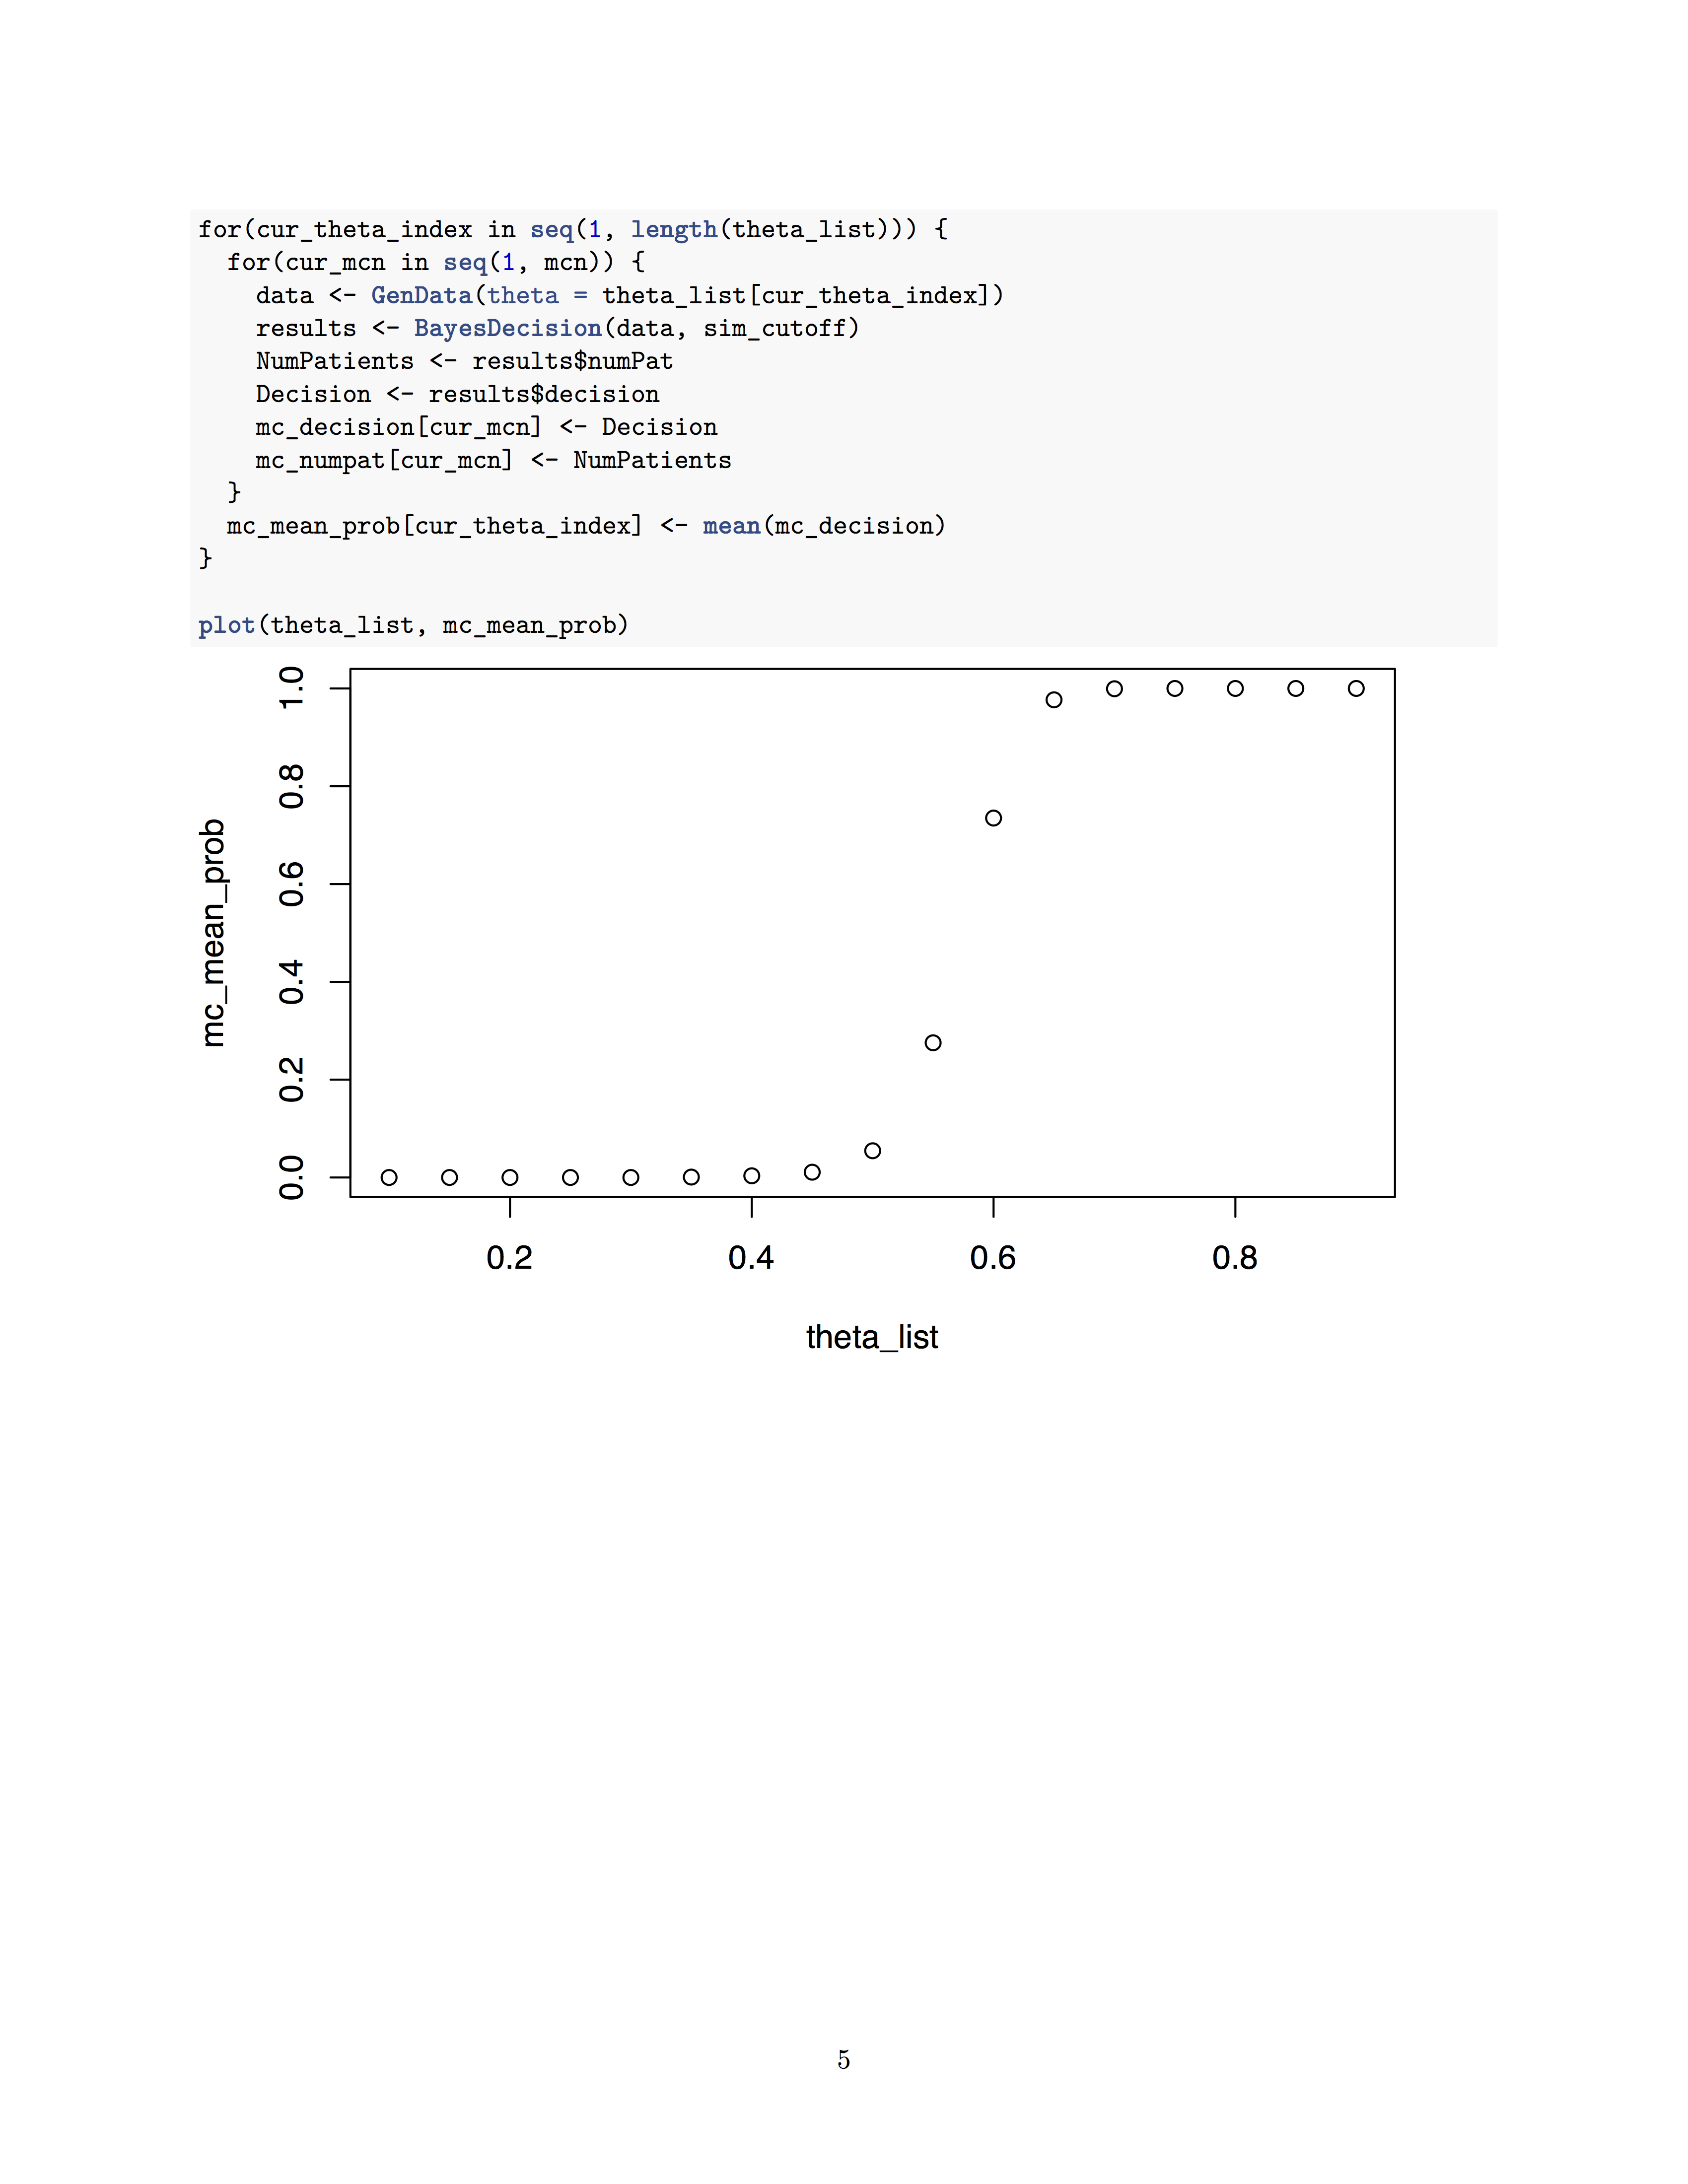 for(cur_theta_index in seq(1, length(theta_list))) {
  for(cur_mcn in seq(1, mcn)) {
    data <- GenData(theta = theta_list[cur_theta_index])
    results <- BayesDecision(data, sim_cutoff)
    NumPatients <- results$numPat
    Decision <- results$decision
    mc_decision[cur_mcn] <- Decision
    mc_numpat[cur_mcn] <- NumPatients
  }
  mc_mean_prob[cur_theta_index] <- mean(mc_decision)
}
plot(theta_list, mc_mean_prob)
1.0
0.8
0.6
0.4
0.2
0.0
mc_mean_prob
0.2 0.4 0.6 0.8
theta_list
5